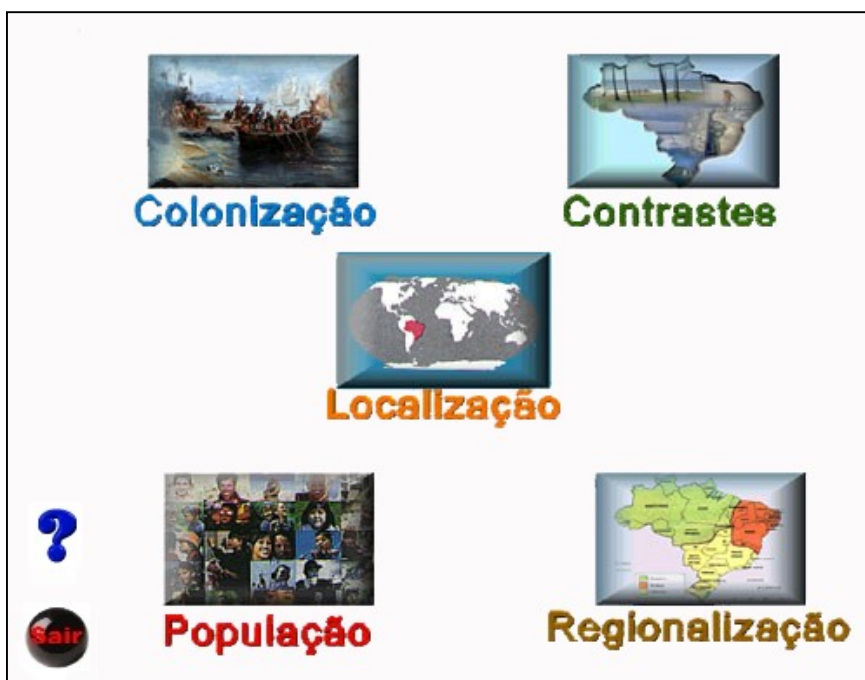 Colonização
Contrastes
Localização
?
Sair
População
Regionalização